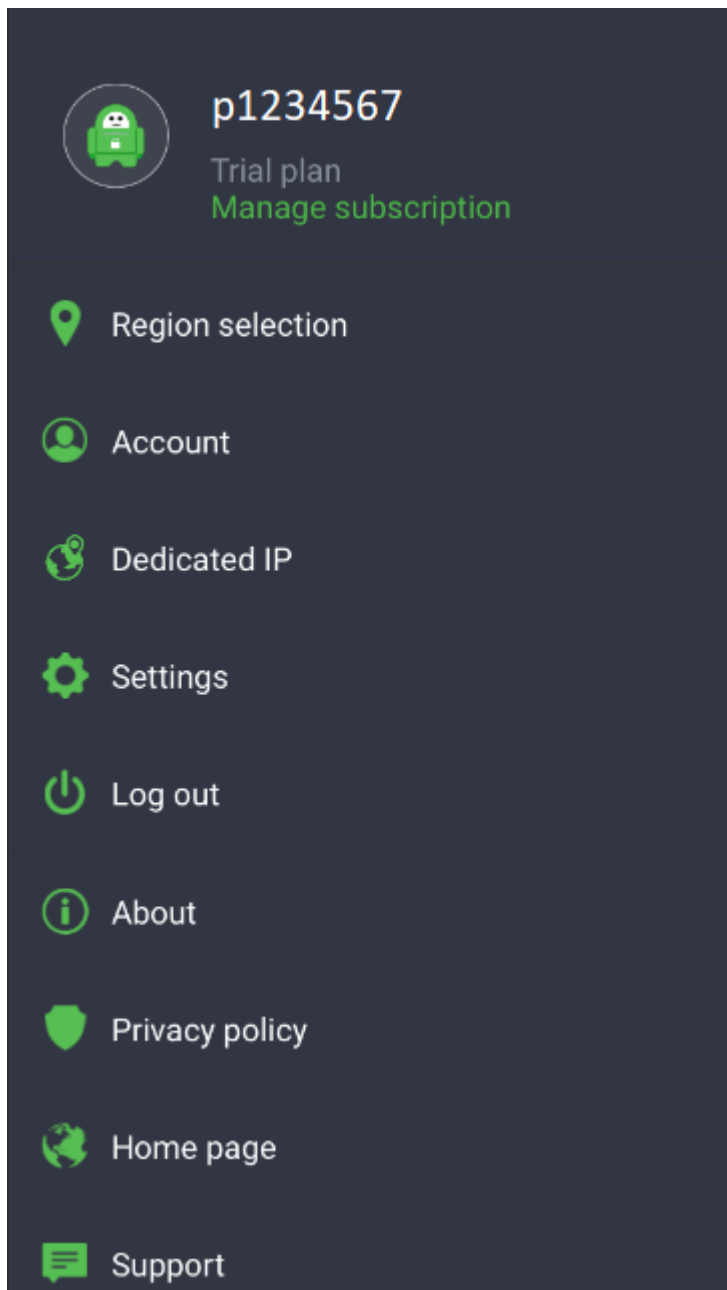 p1234567
Trial plan
Manage subscription
Region selection
Account
Dedicated IP
Settings
Log out
About
Privacy policy
Home page
Support